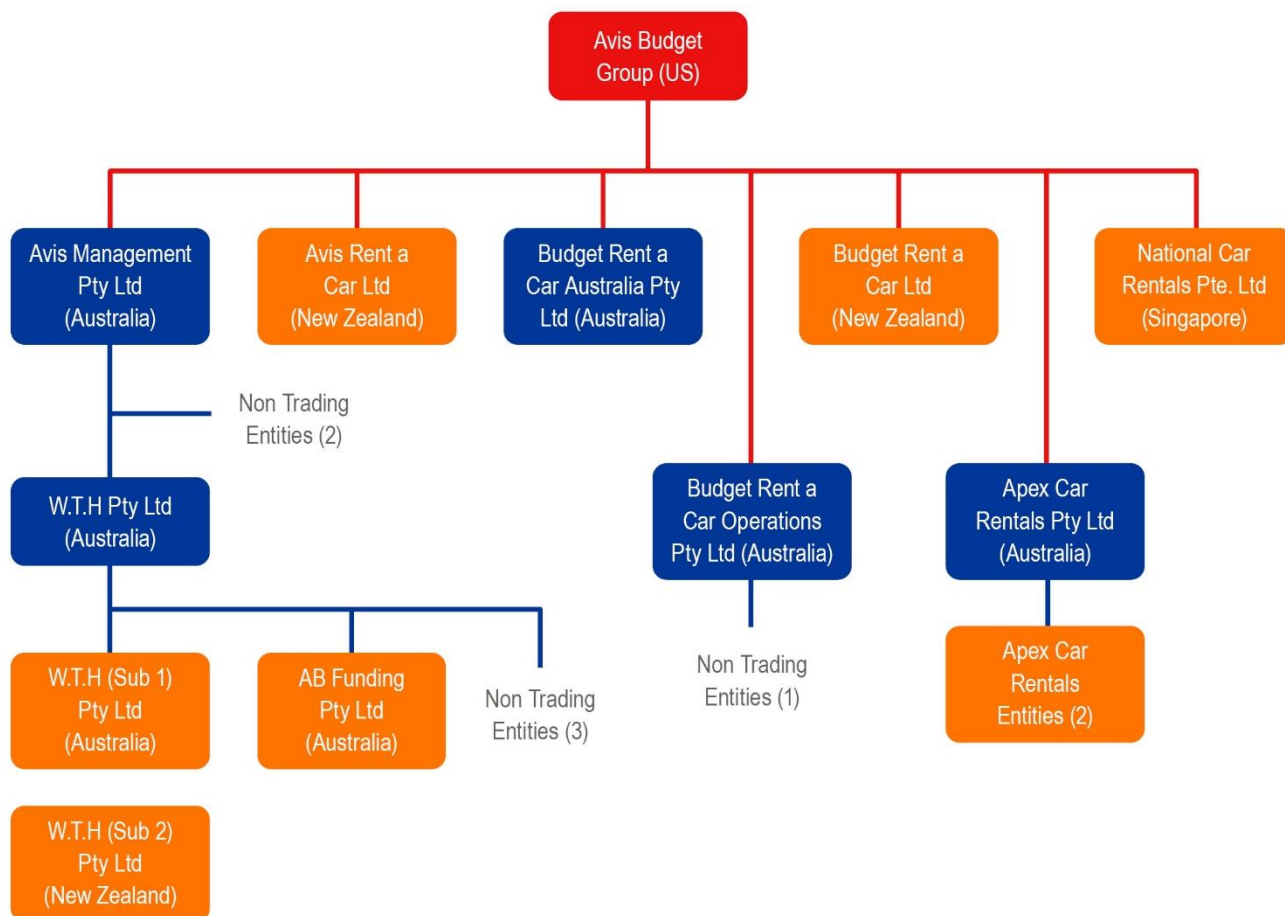 Avis Budget
Group (US)
Avis Management
Pty Ltd
(Australia)
Avis Rent a
Car Ltd
(New Zealand)
Budget Rent a
Car Australia Pty
Ltd (Australia)
Budget Rent a
Car Ltd
(New Zealand)
National Car
Rentals Pte. Ltd
(Singapore)
Non Trading
Entities (2)
W.T.H Pty Ltd
(Australia)
Budget Rent a
Car Operations
Pty Ltd (Australia)
Apex Car
Rentals Pty Ltd
(Australia)
W.T.H (Sub 1)
Pty Ltd
(Australia)
AB Funding
Pty Ltd
(Australia)
Non Trading
Entities (3)
Non Trading
Entities (1)
Apex Car
Rentals
Entities (2)
W.T.H (Sub 2)
Pty Ltd
(New Zealand)